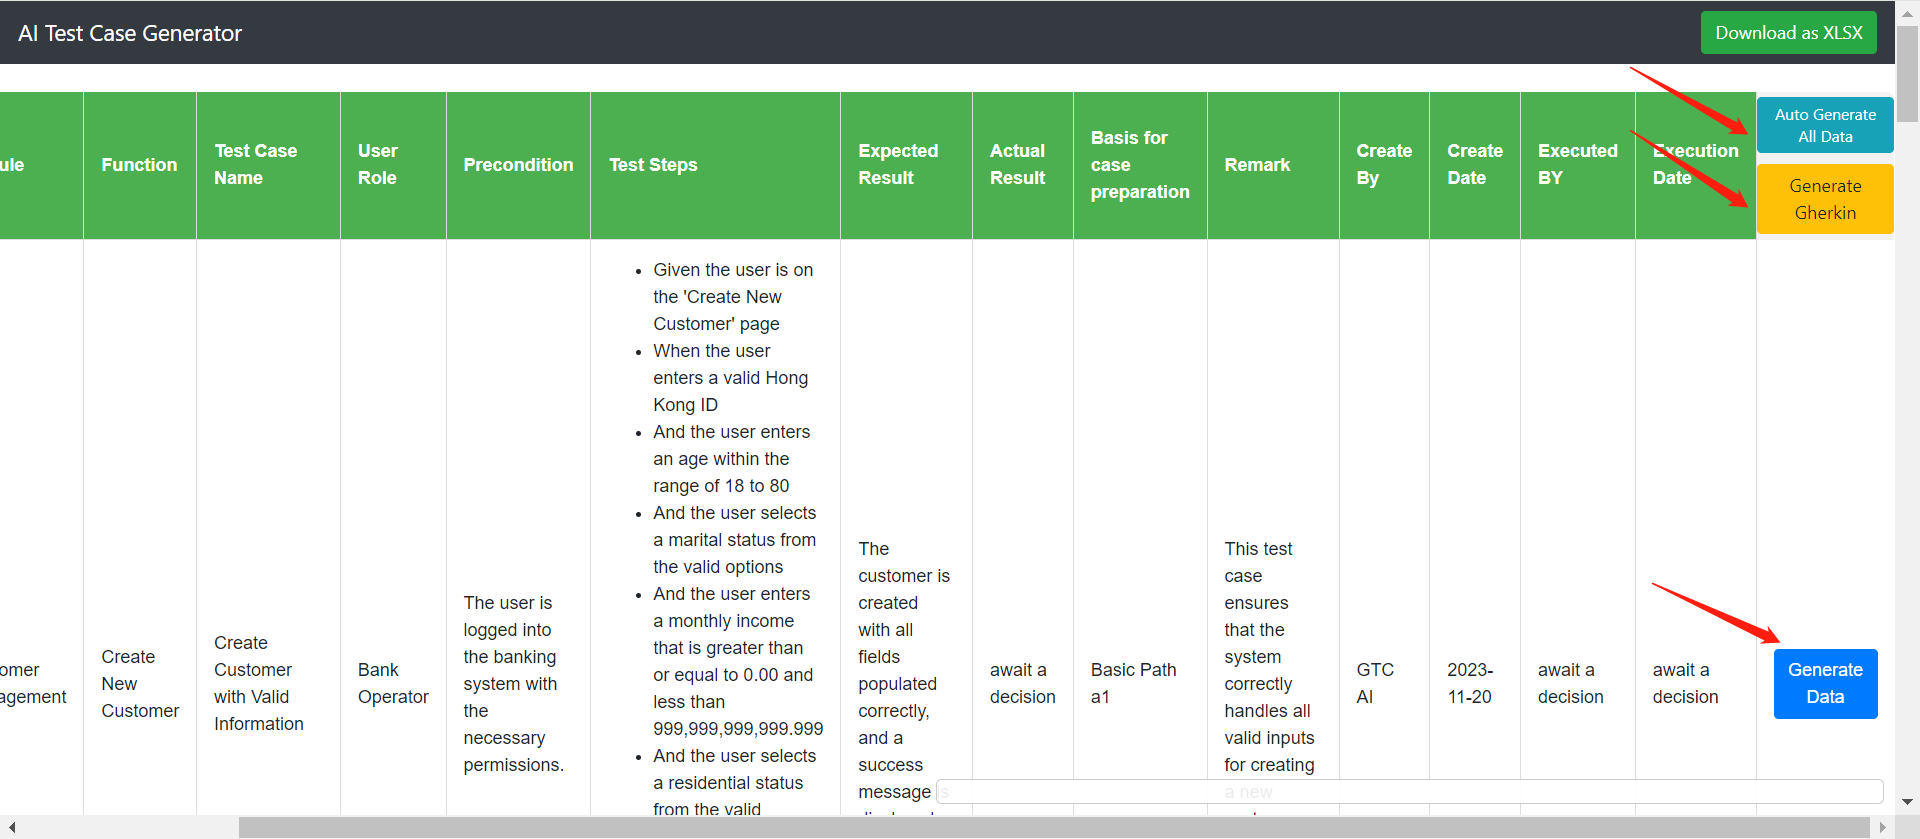 AI Test Case Generator
Download as XLSX
ule
Function
Test Case
Name
User
Role
Precondition
Test Steps
Expected
Result
Actual
Result
Basis for
case
preparation
Remark
Create
By
Create
Date
Executed
BY
Execution
Date
Auto Generate
All Data
Generate
Gherkin
omer
agement
Create
New
Customer
Create
Customer
with Valid
Information
Bank
Operator
The user is
logged into
the banking
system with
the
necessary
permissions.
Given the user is on
the 'Create New
Customer' page
When the user
enters a valid Hong
Kong ID
And the user enters
an age within the
range of 18 to 80
And the user selects
a marital status from
the valid options
And the user enters
a monthly income
that is greater than
or equal to 0.00 and
less than
999,999,999,999.999
And the user selects
a residential status
from the valid
The
customer is
created
with all
fields
populated
correctly,
and a
success
message is
await a
decision
Basic Path
a1
This test
case
ensures
that the
system
correctly
handles all
valid inputs
for creating
a new
GTC
AI
2023-
11-20
await a
decision
await a
decision
Generate
Data